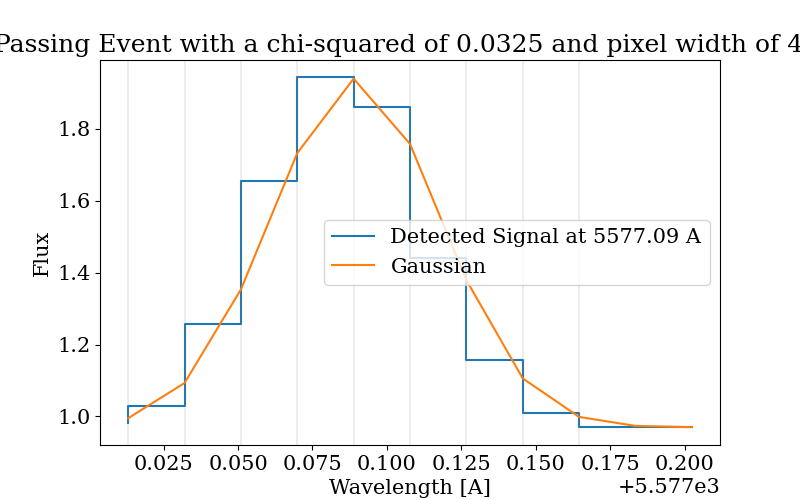 Passing Event with a chi-squared of 0.0325 and pixel width of 4
Flux
1.8
1.6
1.4
1.2
1.0
Detected Signal at 5577.09 A
Gaussian
0.025 0.050 0.075 0.100 0.125 0.150 0.175 0.200
Wavelength [A]
+5.577e3